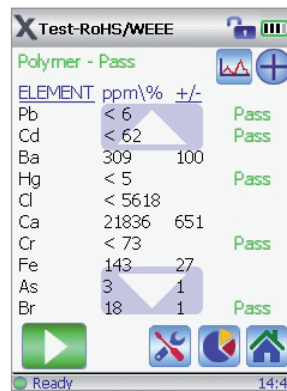 X Test-RoHS/WEEE
Polymer - Pass
ELEMENT ppm\% +/-
Pb < 6 Pass
Cd < 62 Pass
Ba 309 100
Hg < 5 Pass
Cl < 5618
Ca 21836 651
Cr < 73 Pass
Fe 143 27
As 3 1
Br 18 1 Pass
Ready 14:4